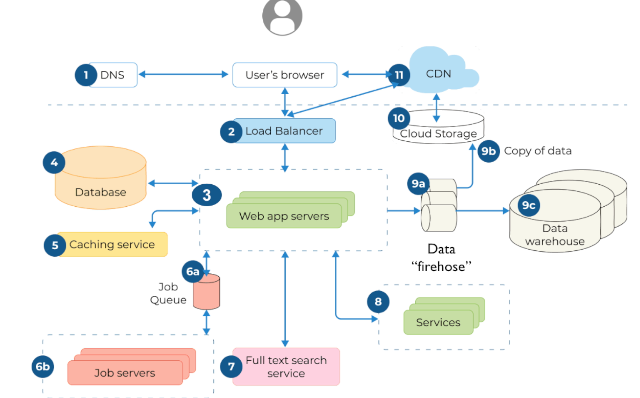 1 DNS
User's browser
11 CDN
2 Load Balancer
10
Cloud Storage
9b Copy of data
4
Database
3
Web app servers
9a
9c
Data
warehouse
Data
“firehose”
5 Caching service
6a
Job
Queue
8
Services
6b
Job servers
7
Full text search
service